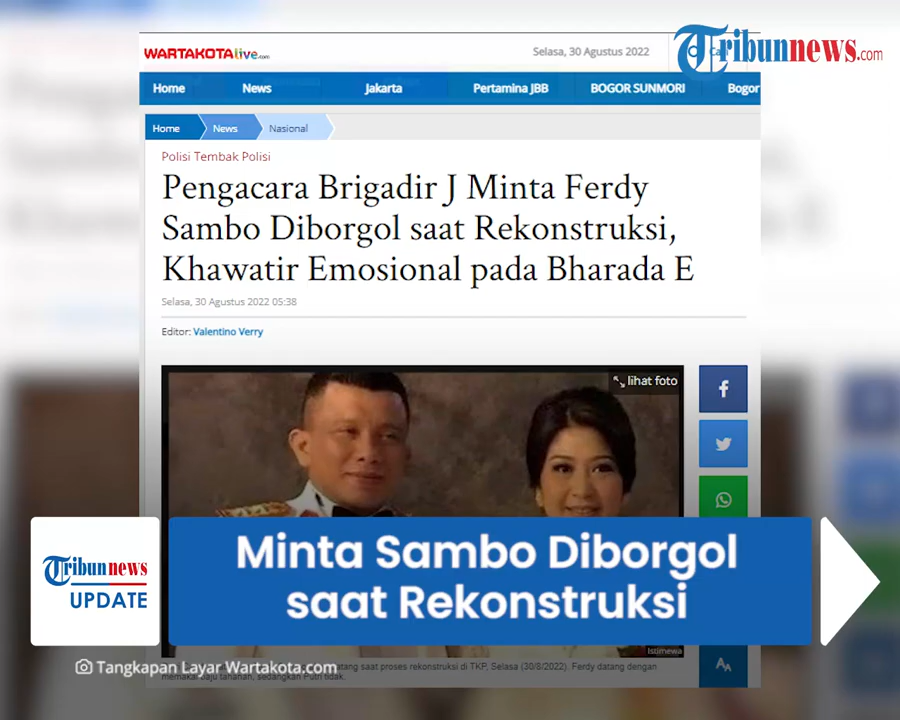 WARTAKOTAlive.com
Selasa, 30 Agustus 2022
Tribunnews.com
Home News Jakarta Pertamina JBB BOGOR SUNMORI Bogor
Home News Nasional
Polisi Tembak Polisi
Pengacara Brigadir J Minta Ferdy
Sambo Diborgol saat Rekonstruksi,
Khawatir Emosional pada Bharada E
Selasa, 30 Agustus 2022 05:38
Editor: Valentino Verry
lihat foto
Tribunnews
UPDATE
Minta Sambo Diborgol
saat Rekonstruksi
Istimewa
Tangkapan Layar Wartakota.com
saat proses rekonstruksi di TKP, Selasa (30/8/2022). Ferdy datang dengan
memakai baju tahanan, sedangkan Putri tidak.
AA